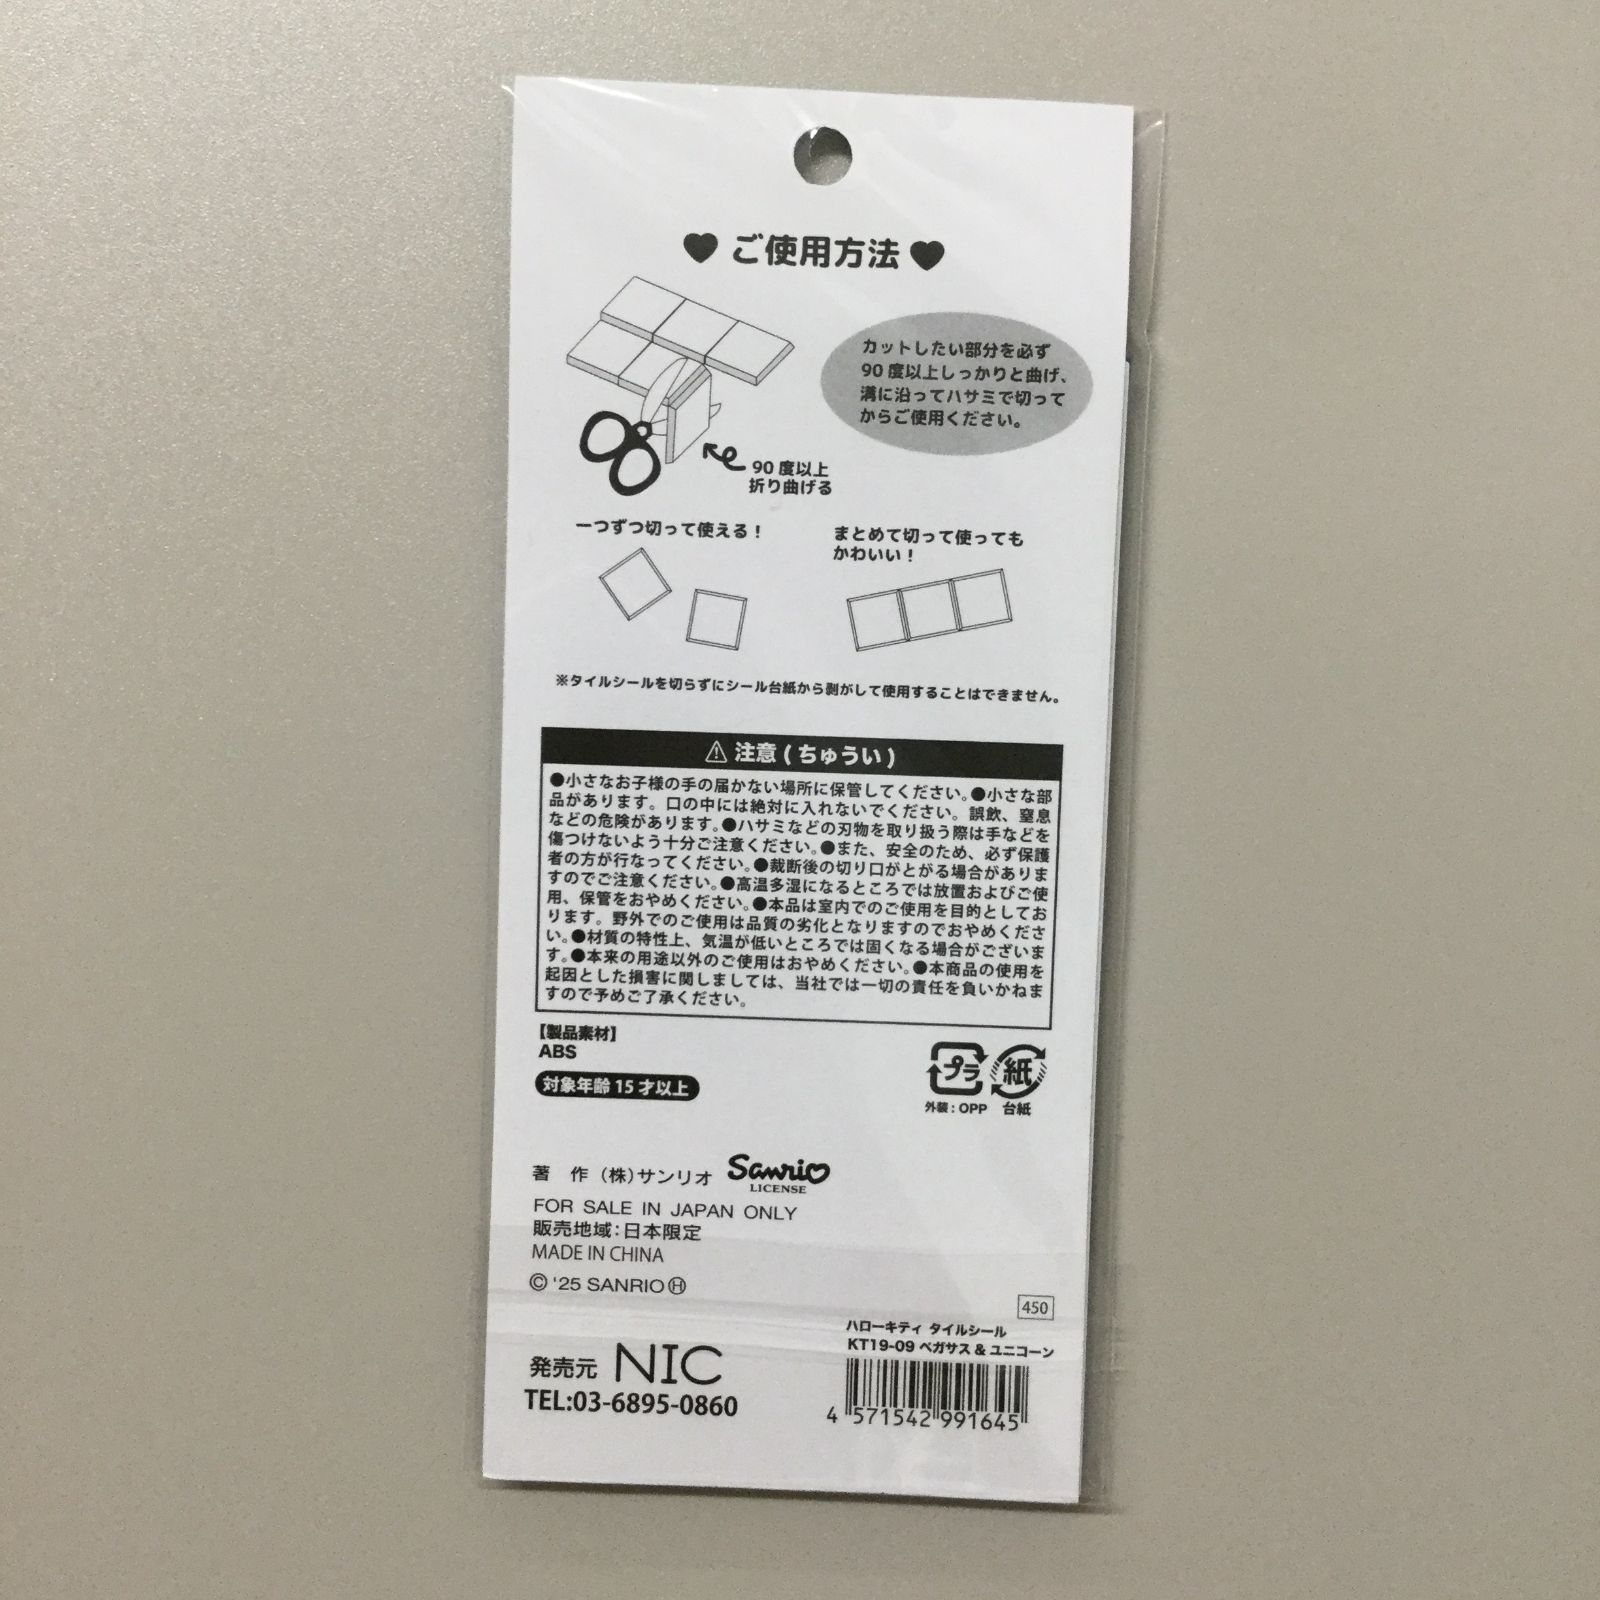 ♥ご使用方法♥
カットしたい部分を必ず
90度以上しっかりと曲げ、
溝に沿ってハサミで切って
からご使用ください。
90度以上
折り曲げる
一つずつ切って使える！
まとめて切って使っても
かわいい！
※タイルシールを切らずにシール台紙から剥がして使用することはできません。
⚠注意(ちゅうい)
●小さなお子様の手の届かない場所に保管してください。●小さな部
品があります。口の中には絶対に入れないでください。誤飲、窒息
などの危険があります。●ハサミなどの刃物を取り扱う際は手などを
傷つけないよう十分ご注意ください。●また、安全のため、必ず保護
者の方が行なってください。●裁断後の切り口がとがる場合がありま
すのでご注意ください。●高温多湿になるところでは放置およびご使
用、保管をおやめください。●本品は室内でのご使用を目的としてお
ります。野外でのご使用は品質の劣化となりますのでおやめくださ
い。●材質の特性上、気温が低いところでは固くなる場合がございま
す。●本来の用途以外のご使用はおやめください。●本商品の使用を
起因とした損害に関しましては、当社では一切の責任を負いかねま
すので予めご了承ください。
【製品素材】
ABS
対象年齢15才以上
プラ 紙
外装：OPP 台紙
著　作 (株)サンリオ Sanrio
LICENSE
FOR SALE IN JAPAN ONLY
販売地域：日本限定
MADE IN CHINA
© '25 SANRIO Ⓗ
450
ハローキティ タイルシール
KT19-09 ペガサス & ユニコーン
発売元 NIC
TEL:03-6895-0860
4 571542 991645